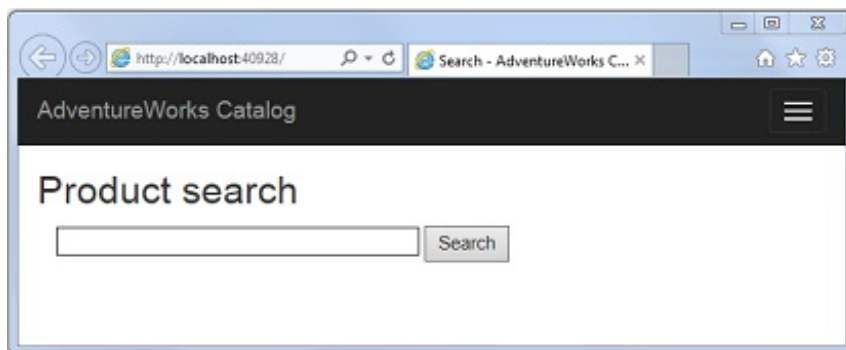 http://localhost:40928/
Search - AdventureWorks C...
AdventureWorks Catalog
Product search
Search